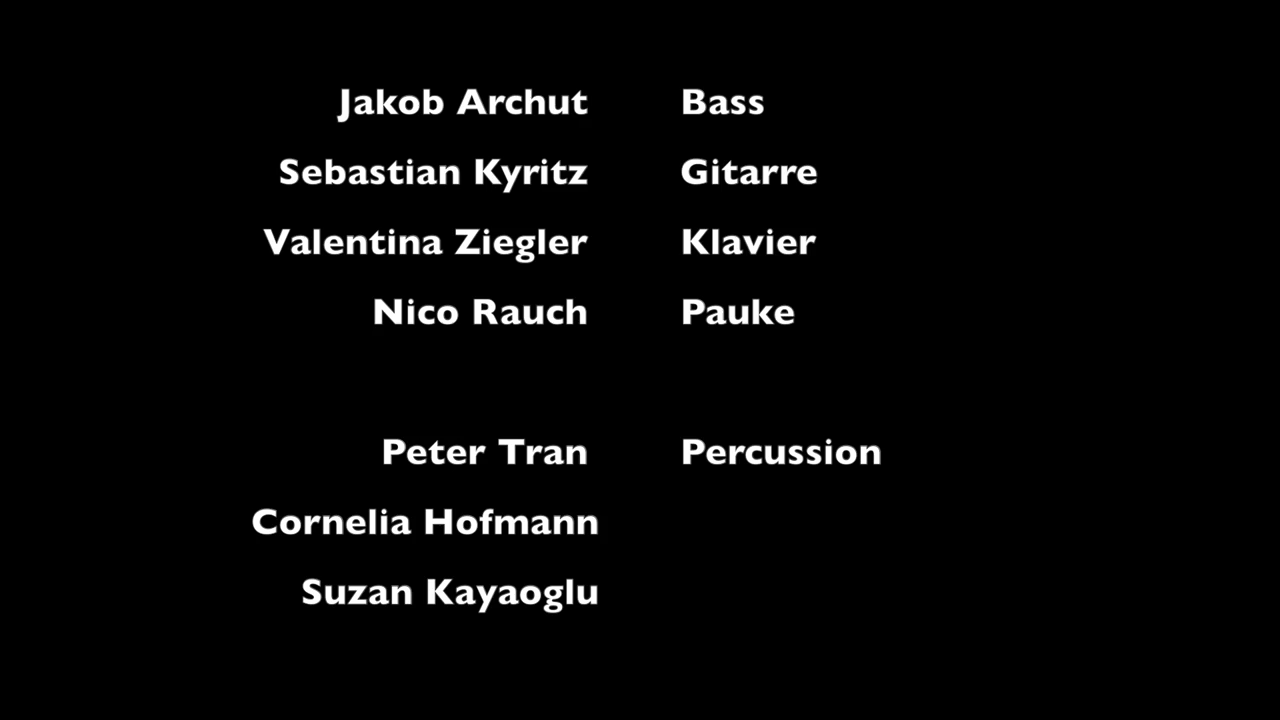 Jakob Archut Bass
Sebastian Kyritz Gitarre
Valentina Ziegler Klavier
Nico Rauch Pauke
Peter Tran Percussion
Cornelia Hofmann
Suzan Kayaoglu